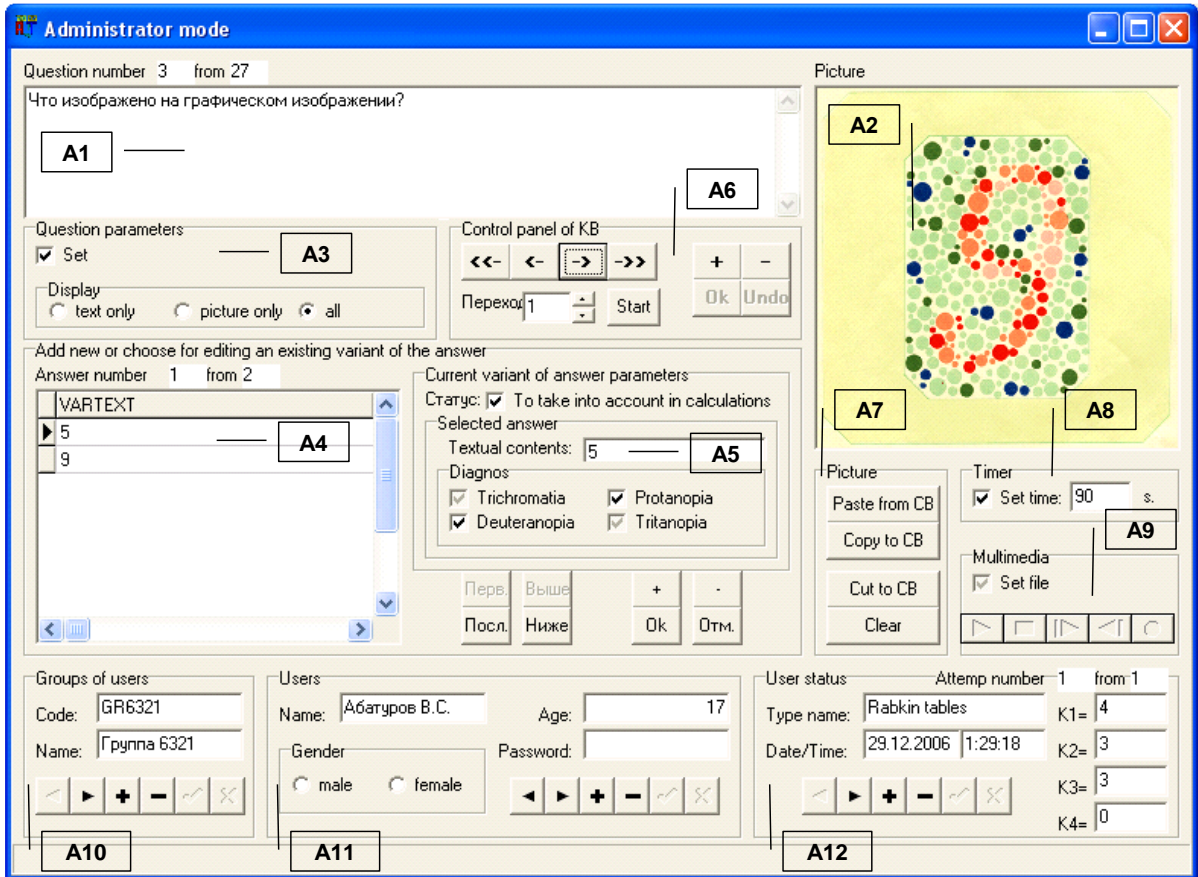 Administrator mode
Question number 3 from 27
Что изображено на графическом изображении?
A1
Picture
A2
5
Question parameters
Set
A3
Display
text only picture only all
Control panel of KB
A6
<<- <- -> ->>
+ -
Переход 1 Start
Ok Undo
Add new or choose for editing an existing variant of the answer
Answer number 1 from 2
VARTEXT
5
9
A4
Current variant of answer parameters
Статус: To take into account in calculations
Selected answer
Textual contents: 5
A5
Diagnos
Trichromatia Protanopia
Deuteranopia Tritanopia
Перв. Выше + -
Посл. Ниже Ok Отм.
A7
Picture
Paste from CB
Copy to CB
Cut to CB
Clear
A8
Timer
Set time: 90 s.
A9
Multimedia
Set file
Groups of users
Code: GR6321
Name: Группа 6321
A10
Users
Name: Абатуров В.С. Age: 17
Gender Password:
male female
A11
User status Attemp number 1 from 1
Type name: Rabkin tables K1= 4
Date/Time: 29.12.2006 1:29:18 K2= 3
K3= 3
K4= 0
A12